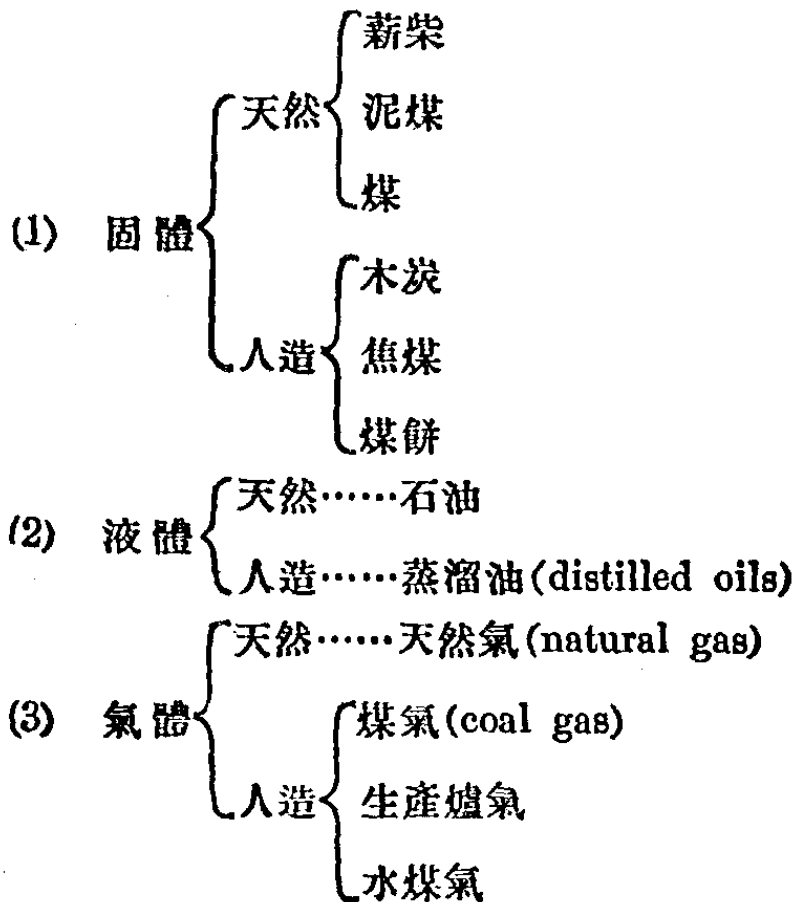 薪柴
天然 泥煤
煤
(1) 固體
木炭
人造 焦煤
煤餅
天然……石油
(2) 液體
人造……蒸溜油(distilled oils)
天然……天然氣(natural gas)
(3) 氣體 煤氣(coal gas)
人造 生產爐氣
水煤氣